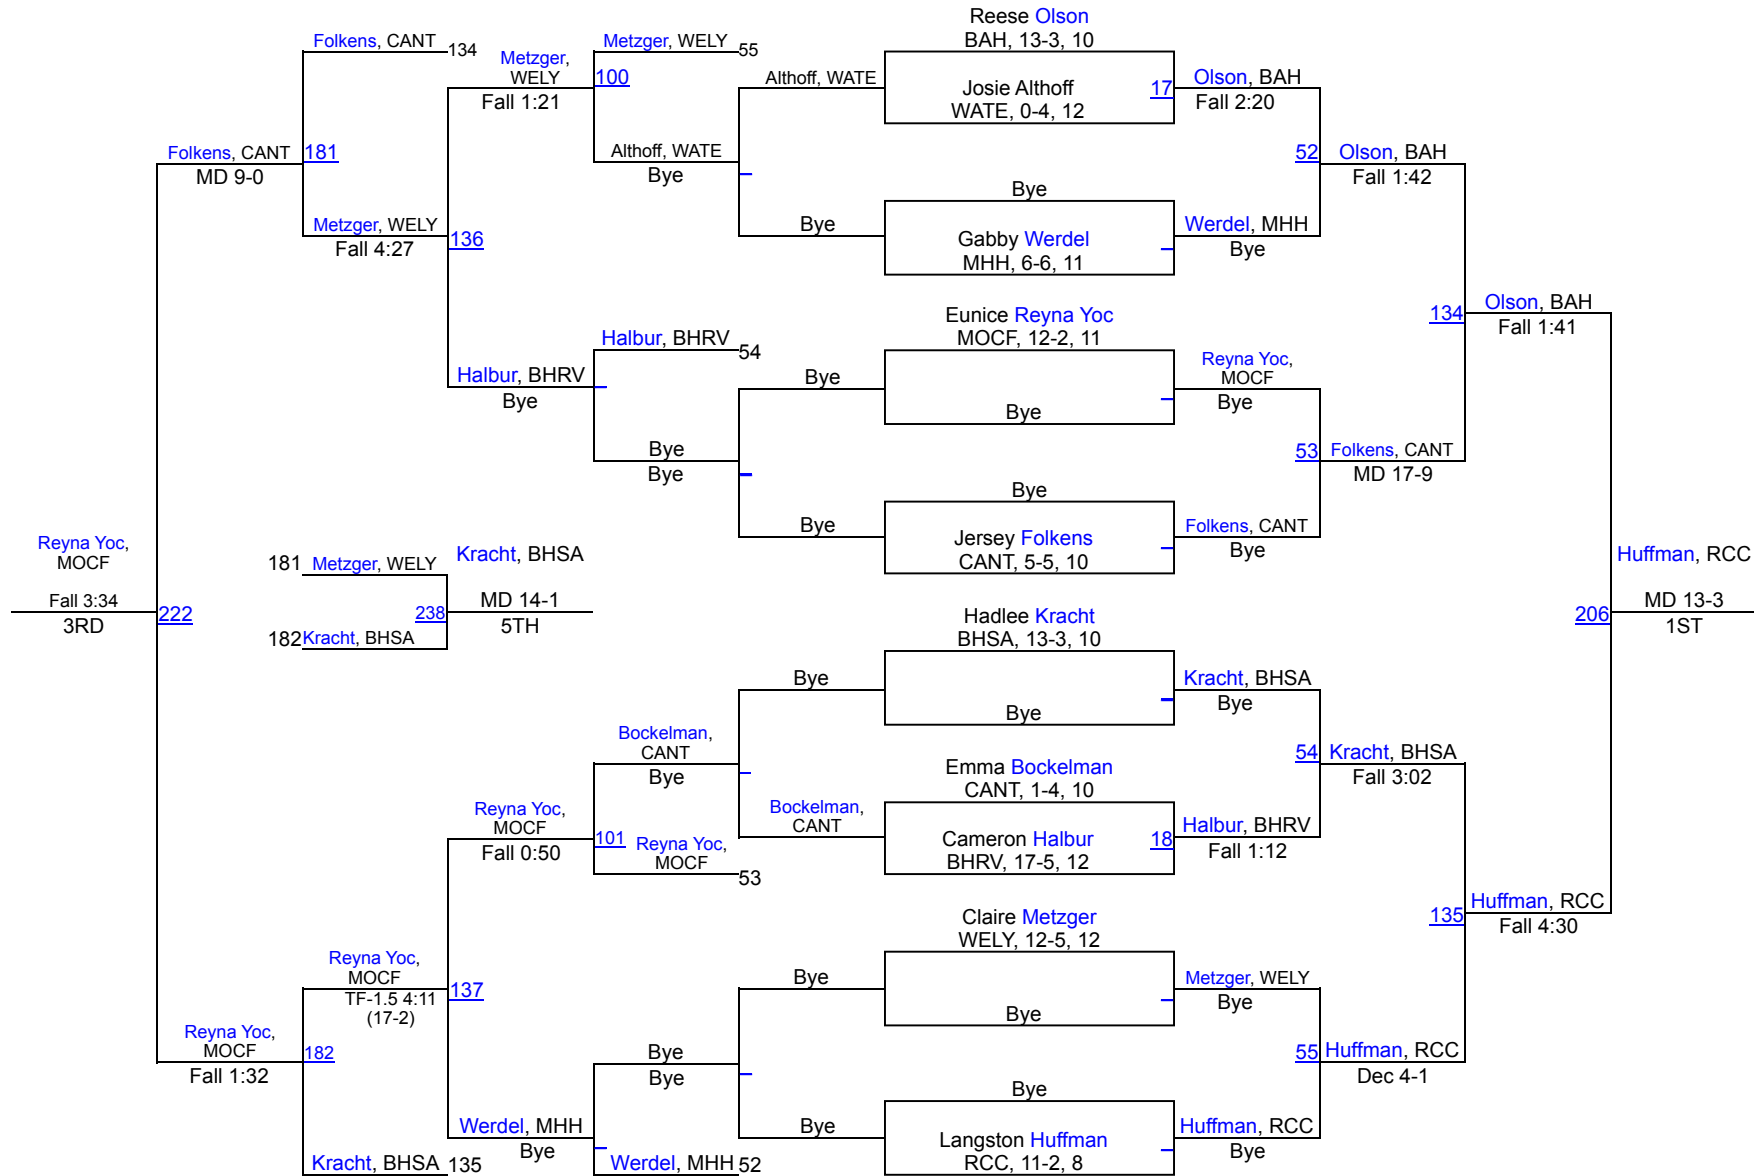 Reese Olson
BAH, 13-3, 10
Folkens, CANT 134
Metzger, WELY
Fall 1:21
Metzger, WELY 55
100
Althoff, WATE
Josie Althoff
WATE, 0-4, 12
17
Olson, BAH
Fall 2:20
Folkens, CANT
MD 9-0
181
Althoff, WATE
Bye
52
Olson, BAH
Fall 1:42
Bye
Metzger, WELY
Fall 4:27
136
Bye
Gabby Werdel
MHH, 6-6, 11
Werdel, MHH
Bye
Eunice Reyna Yoc
MOCF, 12-2, 11
134
Olson, BAH
Fall 1:41
Halbur, BHRV 54
Halbur, BHRV
Bye
Bye
Bye
Reyna Yoc,
MOCF
Bye
Bye
Bye
53
Folkens, CANT
MD 17-9
Bye
Bye
Jersey Folkens
CANT, 5-5, 10
Folkens, CANT
Bye
Reyna Yoc,
MOCF
Fall 3:34
3RD
222
181 Metzger, WELY
182 Kracht, BHSA
238
Kracht, BHSA
MD 14-1
5TH
Huffman, RCC
206
MD 13-3
1ST
Hadlee Kracht
BHSA, 13-3, 10
Bye
Bye
Kracht, BHSA
Bye
Bockelman,
CANT
Bye
Emma Bockelman
CANT, 1-4, 10
54
Kracht, BHSA
Fall 3:02
Reyna Yoc,
MOCF
Fall 0:50
Bockelman,
CANT
Cameron Halbur
BHRV, 17-5, 12
18
Halbur, BHRV
Fall 1:12
101
Reyna Yoc,
MOCF
53
Claire Metzger
WELY, 12-5, 12
135
Huffman, RCC
Fall 4:30
Reyna Yoc,
MOCF
TF-1.5 4:11
(17-2)
137
Bye
Bye
Metzger, WELY
Bye
Reyna Yoc,
MOCF
Fall 1:32
182
Bye
Bye
55
Huffman, RCC
Dec 4-1
Bye
Werdel, MHH
Bye
Bye
Langston Huffman
RCC, 11-2, 8
Huffman, RCC
Bye
Kracht, BHSA 135
Werdel, MHH 52